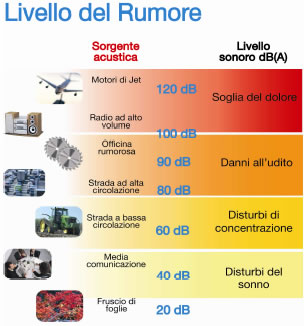 Livello del Rumore
Sorgente acustica
Livello sonoro dB(A)
Motori di Jet
120 dB
Soglia del dolore
Radio ad alto volume
100 dB
Officina rumorosa
90 dB
Danni all'udito
Strada ad alta circolazione
80 dB
Strada a bassa circolazione
60 dB
Disturbi di concentrazione
Media comunicazione
40 dB
Disturbi del sonno
Fruscio di foglie
20 dB